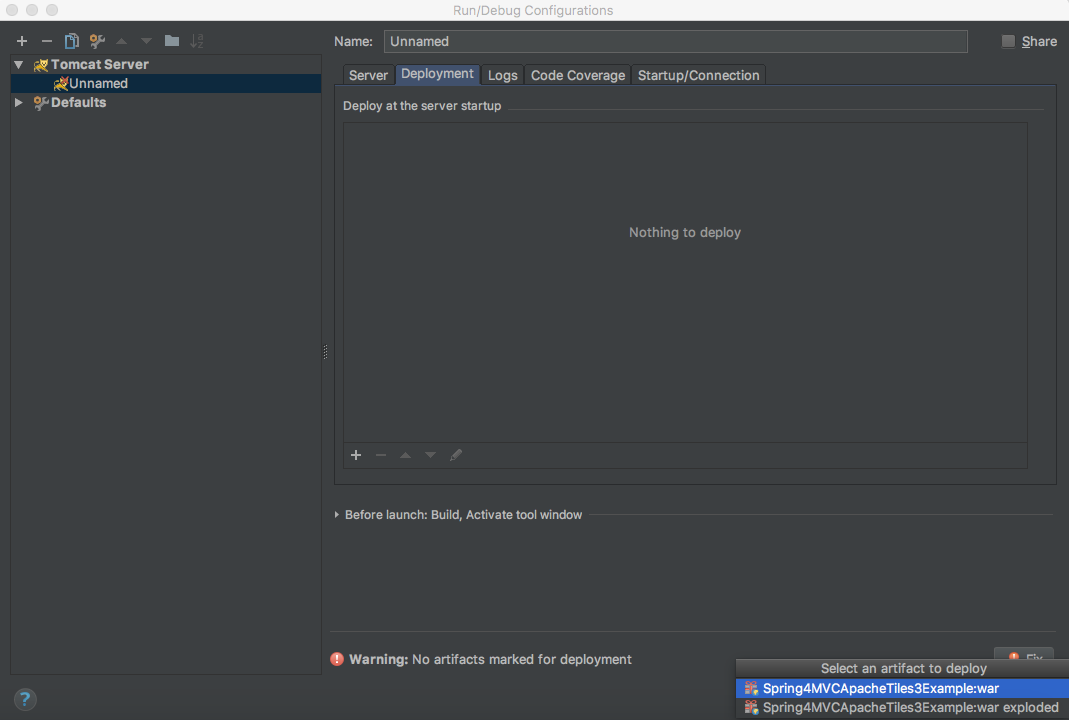 Run/Debug Configurations
Name: Unnamed Share
Tomcat Server
Unnamed
Defaults
Server Deployment Logs Code Coverage Startup/Connection
Deploy at the server startup
Nothing to deploy
Before launch: Build, Activate tool window
Warning: No artifacts marked for deployment
Fix
Select an artifact to deploy
Spring4MVCApacheTiles3Example:war
Spring4MVCApacheTiles3Example:war exploded
?